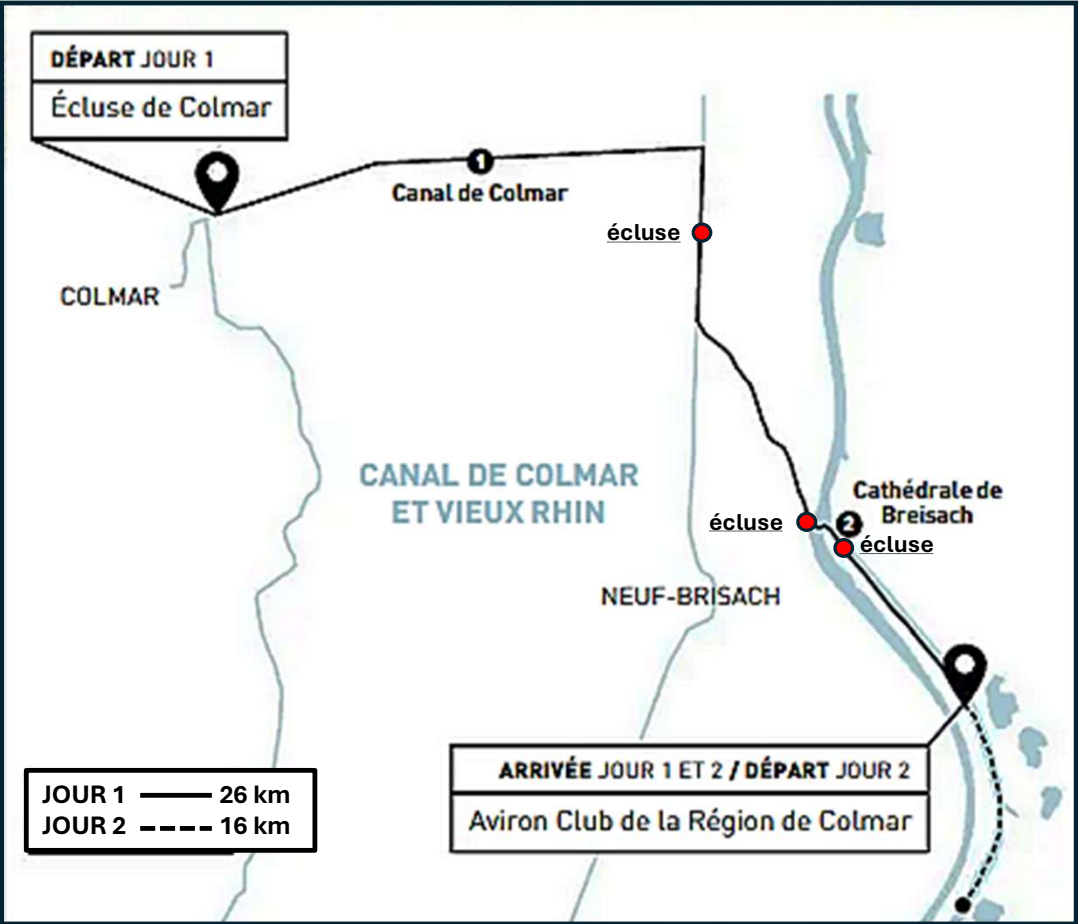 DÉPART JOUR 1
Écluse de Colmar
1
Canal de Colmar
écluse
COLMAR
CANAL DE COLMAR
ET VIEUX RHIN
Cathédrale de
Breisach
2
écluse
écluse
NEUF-BRISACH
ARRIVÉE JOUR 1 ET 2 / DÉPART JOUR 2
Aviron Club de la Région de Colmar
JOUR 1 26 km
JOUR 2 16 km